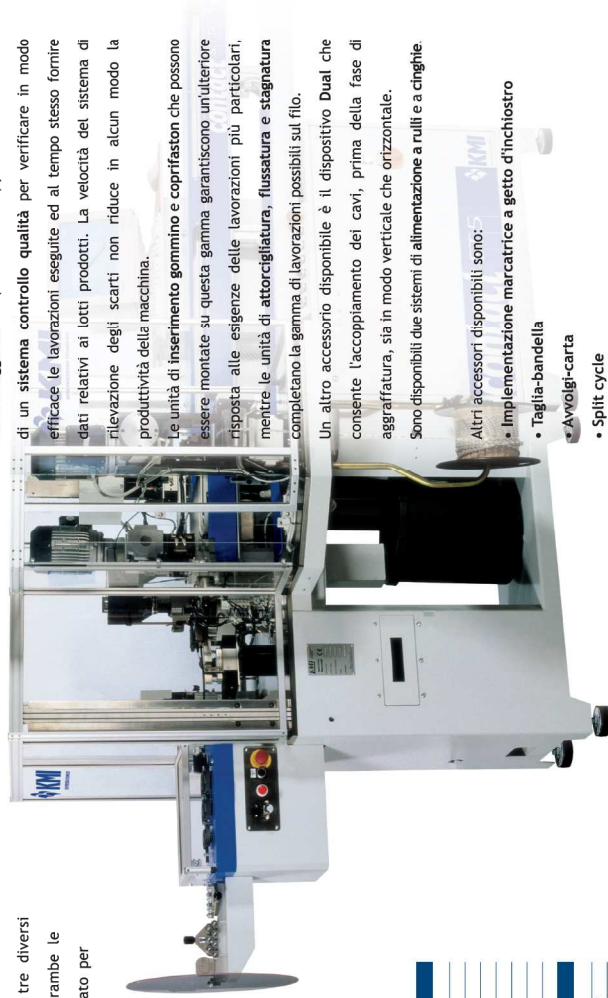 tre diversi
rambe le
ato per
di un sistema controllo qualità per verificare in modo
efficace le lavorazioni eseguite ed al tempo stesso fornire
dati relativi ai lotti prodotti. La velocità del sistema di
rilevazione degli scarti non riduce in alcun modo la
produttività della macchina.
Le unità di inserimento gommino e coprifaston che possono
essere montate su questa gamma garantiscono un'ulteriore
risposta alle esigenze delle lavorazioni più particolari,
mentre le unità di attorcigliatura, flussatura e stagnatura
completano la gamma di lavorazioni possibili sul filo.
Un altro accessorio disponibile è il dispositivo Dual che
consente l'accoppiamento dei cavi, prima della fase di
aggraffatura, sia in modo verticale che orizzontale.
Sono disponibili due sistemi di alimentazione a rulli e a cinghie.
Altri accessori disponibili sono:
• Implementazione marcatrice a getto d'inchiostro
• Taglia-bandella
• Avvolgi-carta
• Split cycle
KMI
KMI
KMI
contact 5